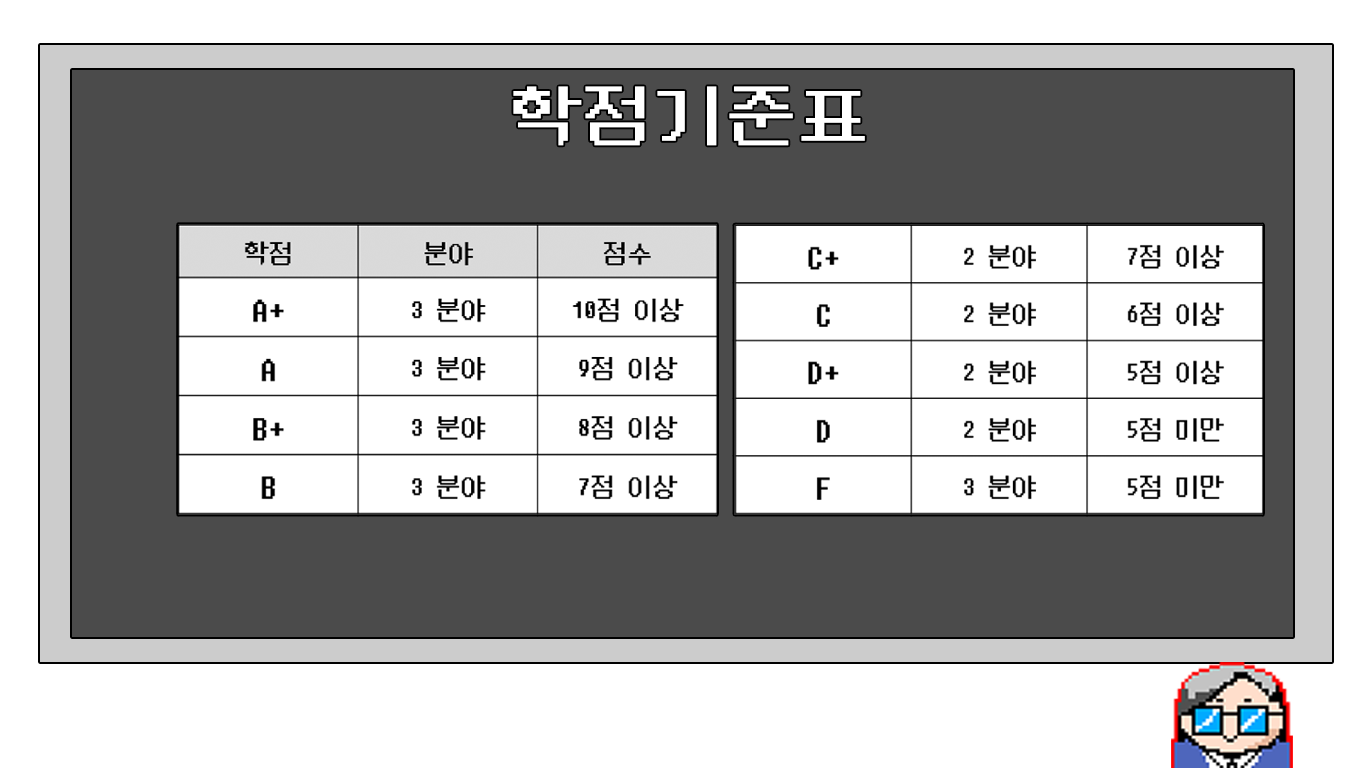 학점기준표
학점 분야 점수
A+ 3 분야 10점 이상
A 3 분야 9점 이상
B+ 3 분야 8점 이상
B 3 분야 7점 이상
C+ 2 분야 7점 이상
C 2 분야 6점 이상
D+ 2 분야 5점 이상
D 2 분야 5점 미만
F 3 분야 5점 미만